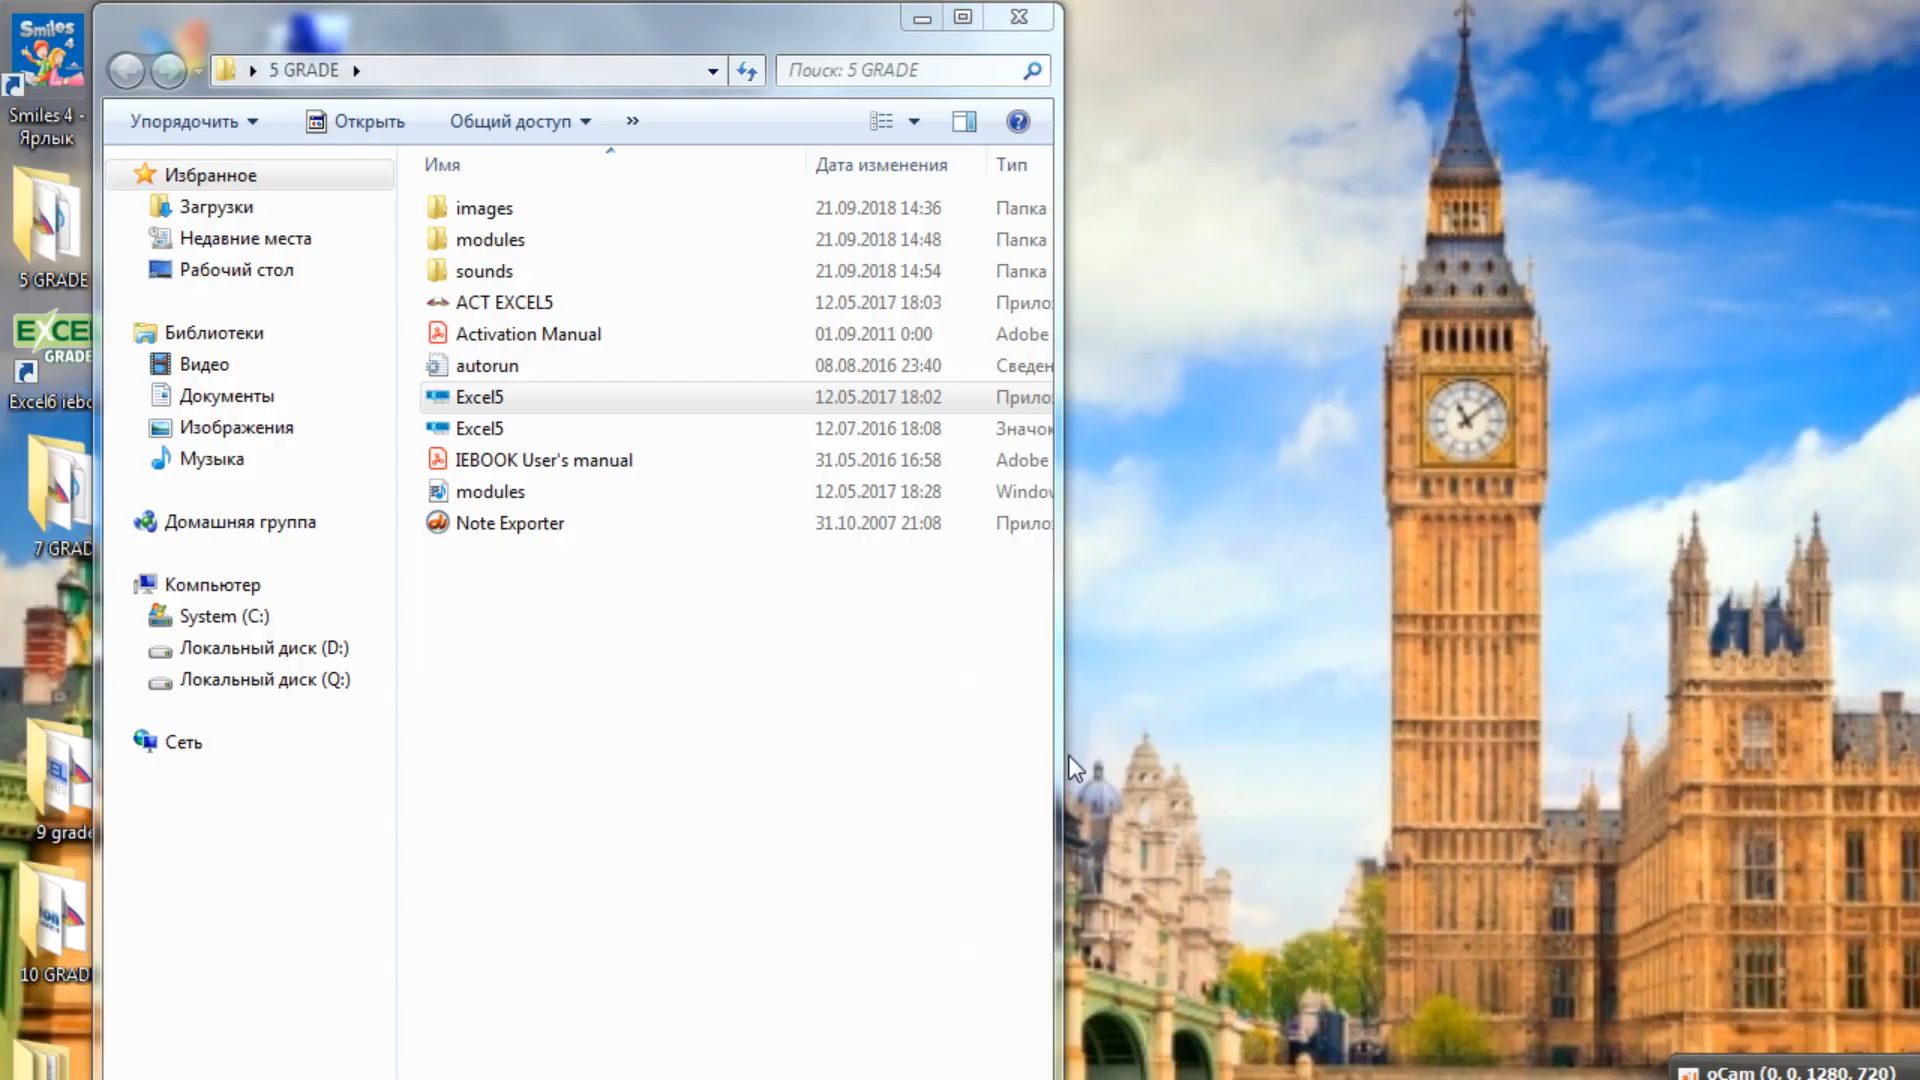 Smiles
4
Smiles 4 -
Ярлык
5 GRADE
EXCEL
GRADE
Excel6 iebo
7 GRAD
9 grade
10 GRAD
5 GRADE
Поиск: 5 GRADE
Упорядочить
Открыть
Общий доступ
»
Избранное
Загрузки
Недавние места
Рабочий стол
Библиотеки
Видео
Документы
Изображения
Музыка
Домашняя группа
Компьютер
System (C:)
Локальный диск (D:)
Локальный диск (Q:)
Сеть
Имя Дата изменения Тип
images 21.09.2018 14:36 Папка
modules 21.09.2018 14:48 Папка
sounds 21.09.2018 14:54 Папка
ACT EXCEL5 12.05.2017 18:03 Прило
Activation Manual 01.09.2011 0:00 Adobe
autorun 08.08.2016 23:40 Сведен
Excel5 12.05.2017 18:02 Прило
Excel5 12.07.2016 18:08 Значок
IEBOOK User's manual 31.05.2016 16:58 Adobe
modules 12.05.2017 18:28 Window
Note Exporter 31.10.2007 21:08 Прило
oCam (0, 0, 1280, 720)